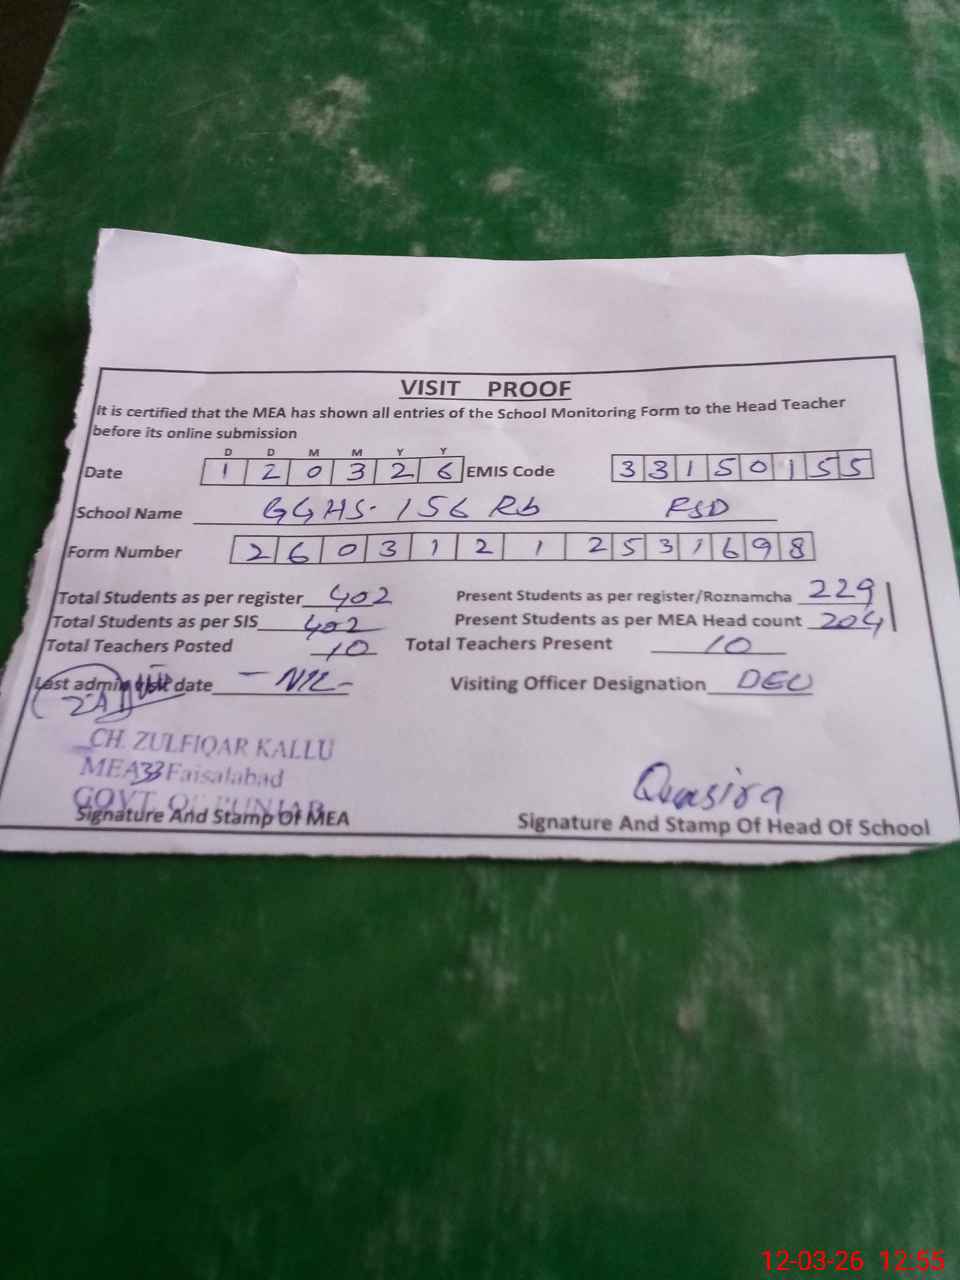 VISIT PROOF
It is certified that the MEA has shown all entries of the School Monitoring Form to the Head Teacher
before its online submission
D D M M Y Y
Date 1 2 0 3 2 6 EMIS Code 3 3 1 5 0 1 5 5
School Name GGHS-156 Rb FSD
Form Number 2 6 0 3 1 2 1 2 5 3 1 6 9 8
Total Students as per register 402 Present Students as per register/Roznamcha 229
Total Students as per SIS 402 Present Students as per MEA Head count 204
Total Teachers Posted 10 Total Teachers Present 10
Last admin visit date - NIL - Visiting Officer Designation DEO
CH. ZULFIQAR KALLU
MEA 33 Faisalabad
GOVT. OF PUNJAB
Signature And Stamp Of MEA Signature And Stamp Of Head Of School
12-03-26 12:55